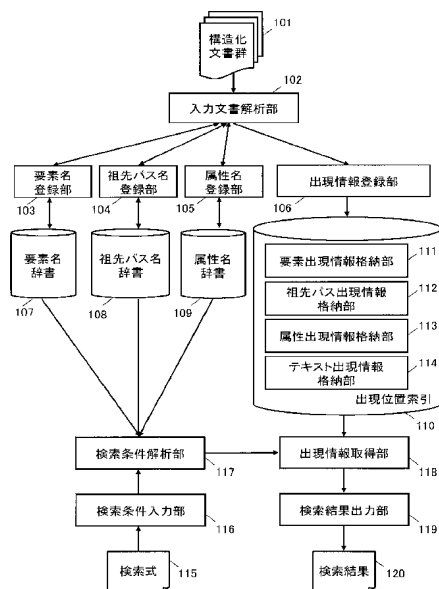 101
構造化
文書群
102
入力文書解析部
要素名
登録部
103
祖先パス名
登録部
104
属性名
登録部
105
出現情報登録部
106
要素名
辞書
107
祖先パス名
辞書
108
属性名
辞書
109
要素出現情報格納部
111
祖先パス出現情報
格納部
112
属性出現情報格納部
113
テキスト出現情報
格納部
114
出現位置索引
110
検索条件解析部
117
出現情報取得部
118
検索条件入力部
116
検索結果出力部
119
検索式
115
検索結果
120